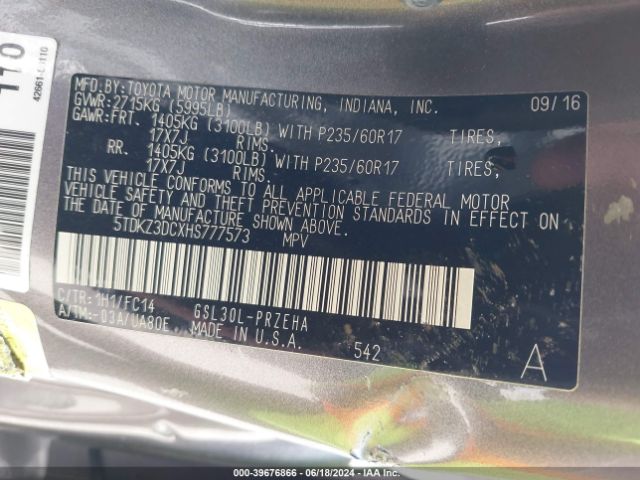 110
42661-
110
MFD.BY:TOYOTA MOTOR MANUFACTURING, INDIANA, INC. 09/16
GVWR: 2715KG (5995LB)
GAWR:FRT. 1405KG (3100LB) WITH P235/60R17 TIRES,
17X7J RIMS.
RR. 1405KG (3100LB) WITH P235/60R17 TIRES,
17X7J RIMS.
THIS VEHICLE CONFORMS TO ALL APPLICABLE FEDERAL MOTOR
VEHICLE SAFETY AND THEFT PREVENTION STANDARDS IN EFFECT ON
THE DATE OF MANUFACTURE SHOWN ABOVE.
5TDKZ3DCXHS777573 MPV
C/TR: 1H1/FC14
A/TM:-03A/UA80E GSL30L-PRZEHA
MADE IN U.S.A. 542 A
000-39676866 - 06/18/2024 - IAA Inc.